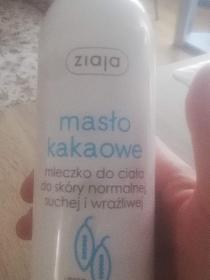 ziaja
masło
kakaowe
mleczko do ciała
do skóry normalnej,
suchej i wrażliwej